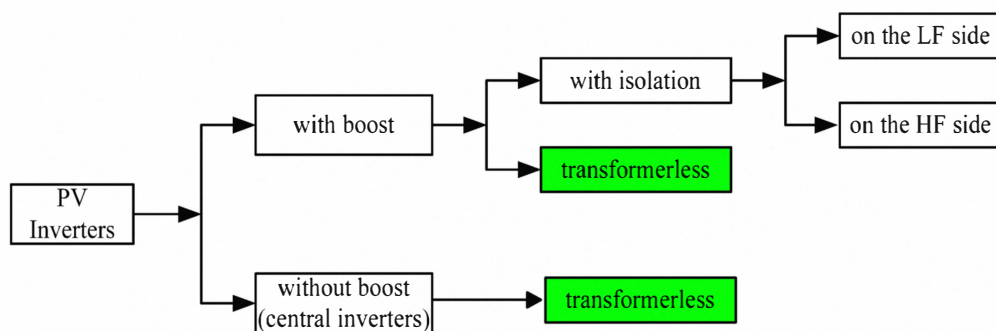 on the LF side
with isolation
with boost
on the HF side
transformerless
PV
Inverters
without boost
(central inverters)
transformerless